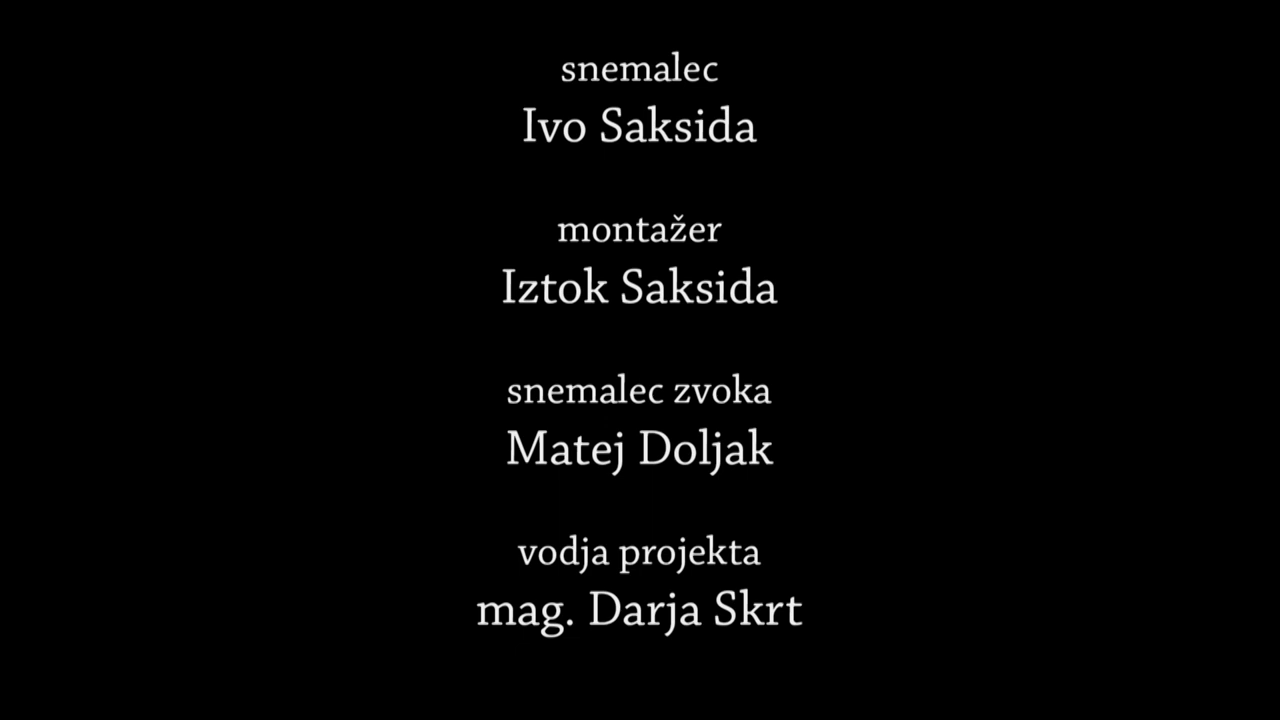 snemalec
Ivo Saksida
montažer
Iztok Saksida
snemalec zvoka
Matej Doljak
vodja projekta
mag. Darja Skrt